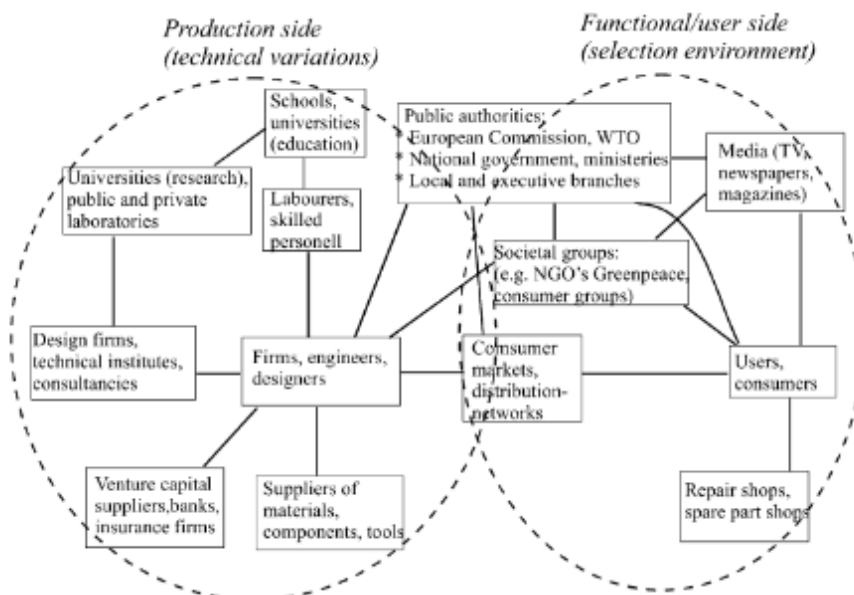 Production side
(technical variations)
Functional/user side
(selection environment)
Schools,
universities
(education)
Public authorities;
* European Commission, WTO
* National government, ministeries
* Local and executive branches
Media (TV,
newspapers,
magazines)
Universities (research),
public and private
laboratories
Labourers,
skilled
personell
Societal groups:
(e.g. NGO's Greenpeace,
consumer groups)
Design firms,
technical institutes,
consultancies
Firms, engineers,
designers
Comsumer
markets,
distribution-
networks
Users,
consumers
Venture capital
suppliers,banks,
insurance firms
Suppliers of
materials,
components, tools
Repair shops,
spare part shops